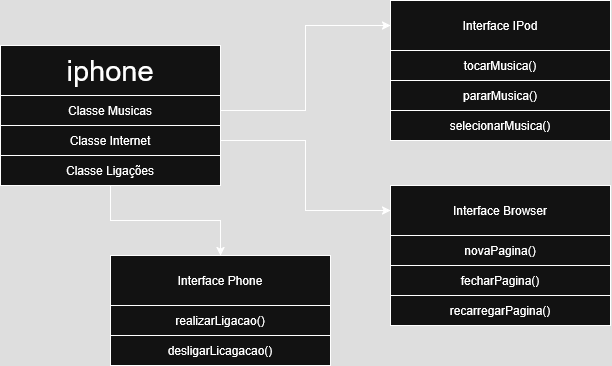 iphone
Classe Musicas
Classe Internet
Classe Ligações
Interface IPod
tocarMusica()
pararMusica()
selecionarMusica()
Interface Browser
novaPagina()
fecharPagina()
recarregarPagina()
Interface Phone
realizarLigacao()
desligarLicagacao()